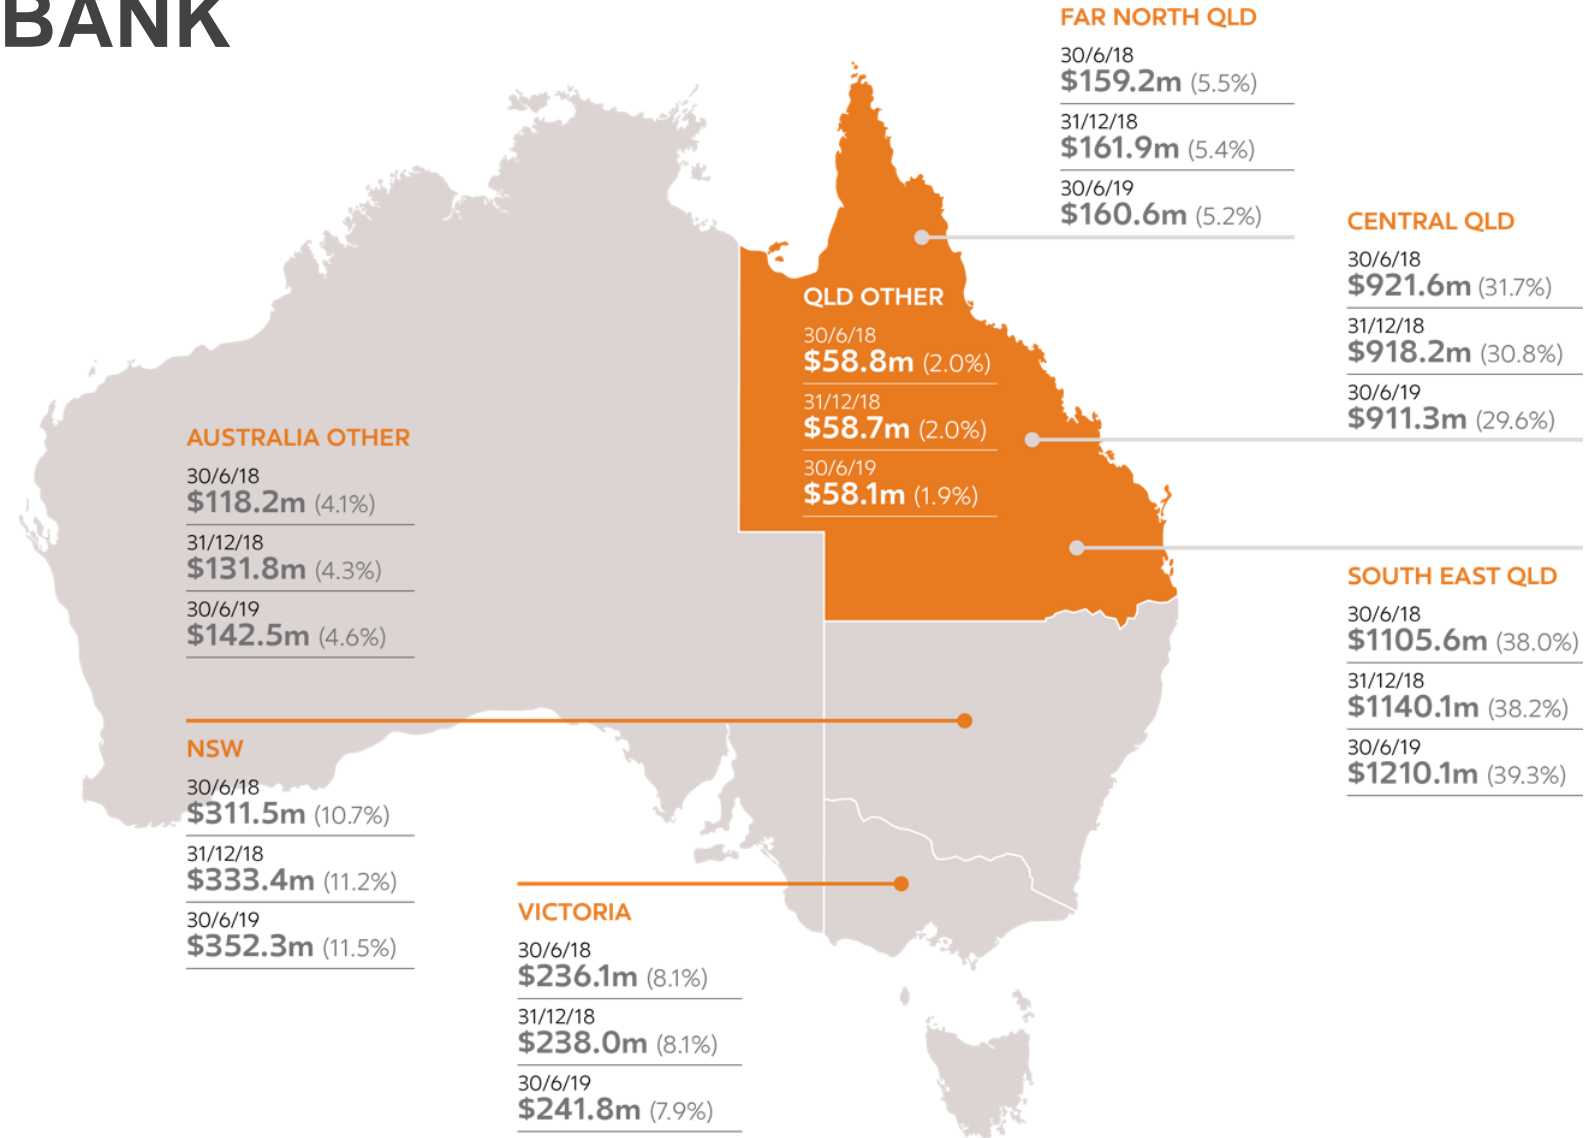 BANK
FAR NORTH QLD
30/6/18
$159.2m (5.5%)
31/12/18
$161.9m (5.4%)
30/6/19
$160.6m (5.2%)
CENTRAL QLD
30/6/18
$921.6m (31.7%)
31/12/18
$918.2m (30.8%)
30/6/19
$911.3m (29.6%)
QLD OTHER
30/6/18
$58.8m (2.0%)
31/12/18
$58.7m (2.0%)
30/6/19
$58.1m (1.9%)
AUSTRALIA OTHER
30/6/18
$118.2m (4.1%)
31/12/18
$131.8m (4.3%)
30/6/19
$142.5m (4.6%)
SOUTH EAST QLD
30/6/18
$1105.6m (38.0%)
31/12/18
$1140.1m (38.2%)
30/6/19
$1210.1m (39.3%)
NSW
30/6/18
$311.5m (10.7%)
31/12/18
$333.4m (11.2%)
30/6/19
$352.3m (11.5%)
VICTORIA
30/6/18
$236.1m (8.1%)
31/12/18
$238.0m (8.1%)
30/6/19
$241.8m (7.9%)